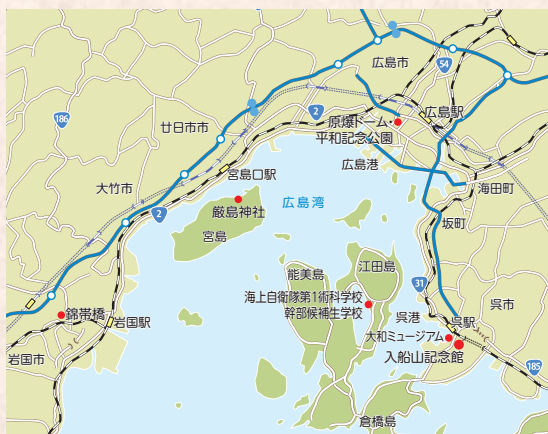 広島市
54
広島駅
2
原爆ドーム・
平和記念公園
186
廿日市市
広島港
宮島口駅
海田町
大竹市
広島湾
厳島神社
2
坂町
宮島
江田島
能美島
31
海上自衛隊第1術科学校
幹部候補生学校
呉市
錦帯橋
岩国駅
呉港
呉駅
大和ミュージアム
入船山記念館
岩国市
185
倉橋島